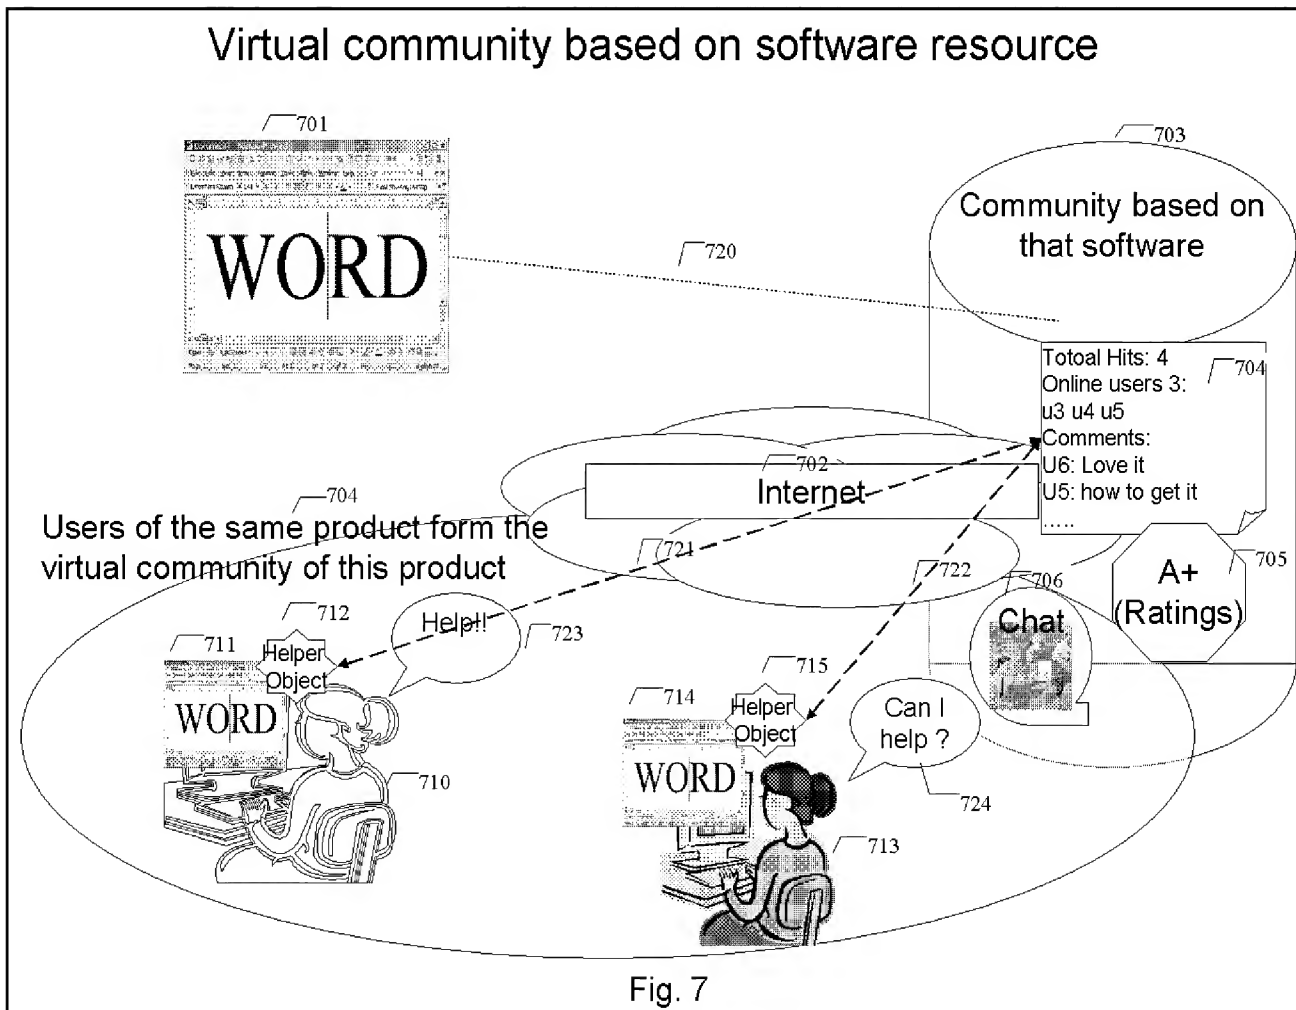 Virtual community based on software resource
701
WORD
703
Community based on
that software
720
Totoal Hits: 4
704
Online users 3:
u3 u4 u5
Comments:
U6: Love it
U5: how to get it
.....
702
Internet
704
Users of the same product form the
virtual community of this product
721
722
706
705
A+
(Ratings)
Chat
712
Help!!
723
711
Helper
Object
WORD
710
715
714
Helper
Object
WORD
Can I
help ?
724
713
Fig. 7